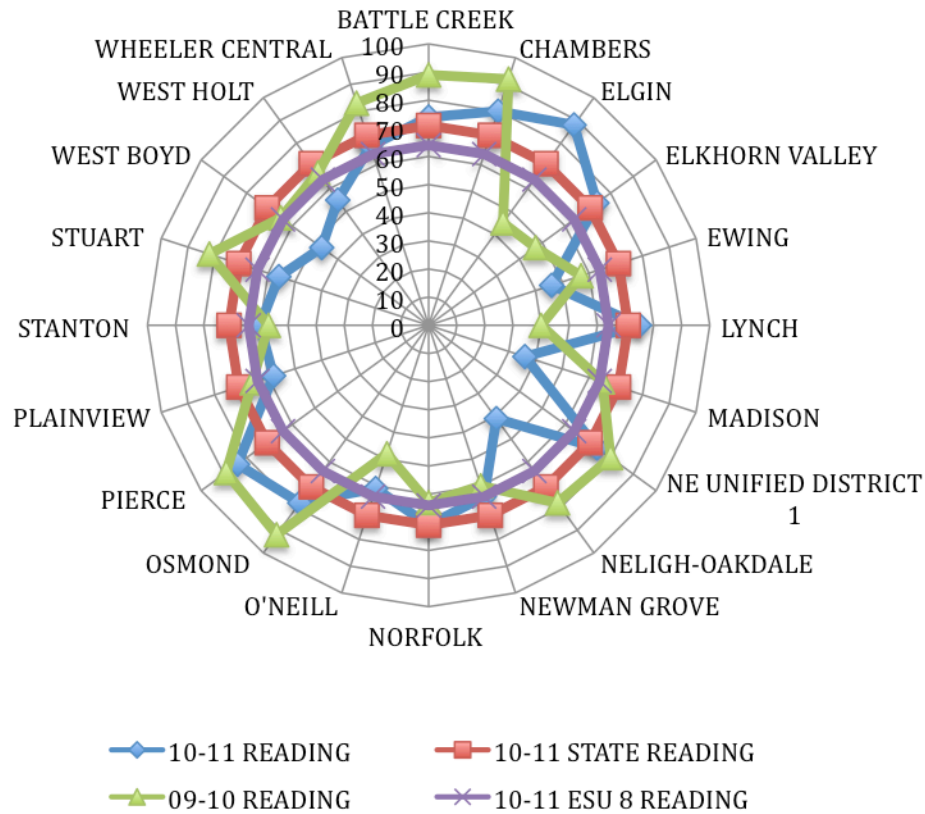 BATTLE CREEK
WHEELER CENTRAL
CHAMBERS
WEST HOLT
ELGIN
WEST BOYD
ELKHORN VALLEY
STUART
EWING
STANTON
LYNCH
PLAINVIEW
MADISON
PIERCE
NE UNIFIED DISTRICT
1
OSMOND
NELIGH-OAKDALE
O'NEILL
NEWMAN GROVE
NORFOLK
100
90
80
70
60
50
40
30
20
10
0
10-11 READING
10-11 STATE READING
09-10 READING
10-11 ESU 8 READING